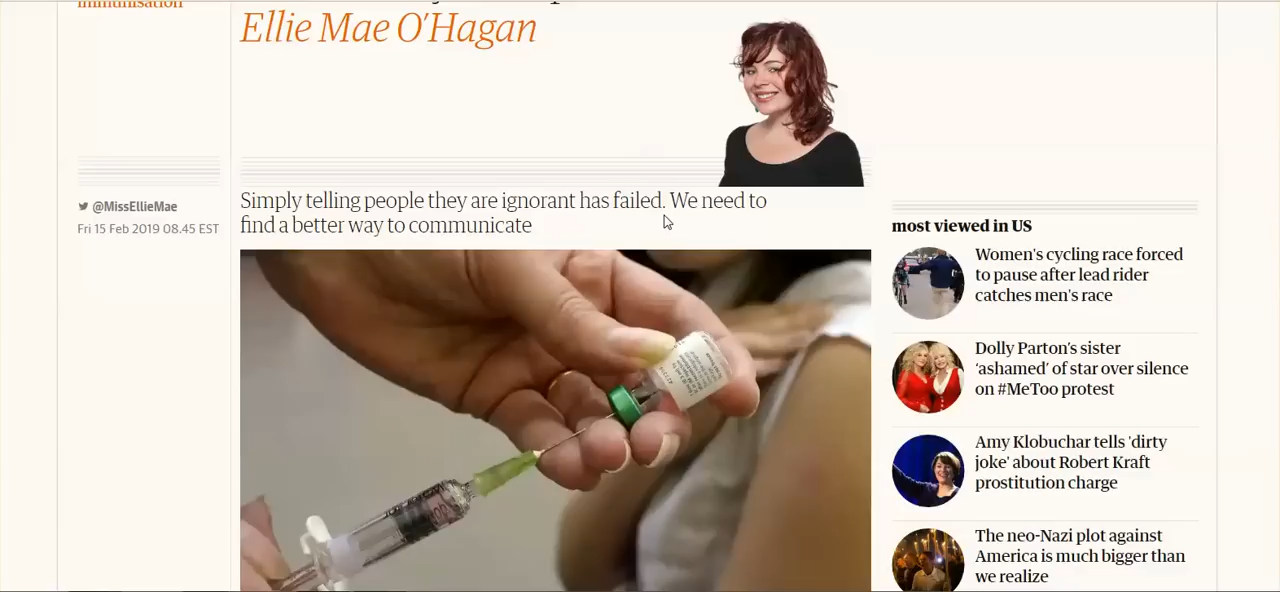 immunisation
Ellie Mae O'Hagan
@MissEllieMae
Fri 15 Feb 2019 08.45 EST
Simply telling people they are ignorant has failed. We need to
find a better way to communicate
most viewed in US
Women's cycling race forced
to pause after lead rider
catches men's race
Dolly Parton's sister
'ashamed' of star over silence
on #MeToo protest
Amy Klobuchar tells 'dirty
joke' about Robert Kraft
prostitution charge
The neo-Nazi plot against
America is much bigger than
we realize